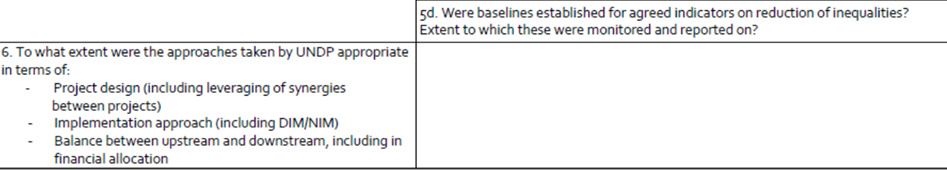 5d. Were baselines established for agreed indicators on reduction of inequalities?
Extent to which these were monitored and reported on?
6. To what extent were the approaches taken by UNDP appropriate
in terms of:
- Project design (including leveraging of synergies
between projects)
- Implementation approach (including DIM/NIM)
- Balance between upstream and downstream, including in
financial allocation